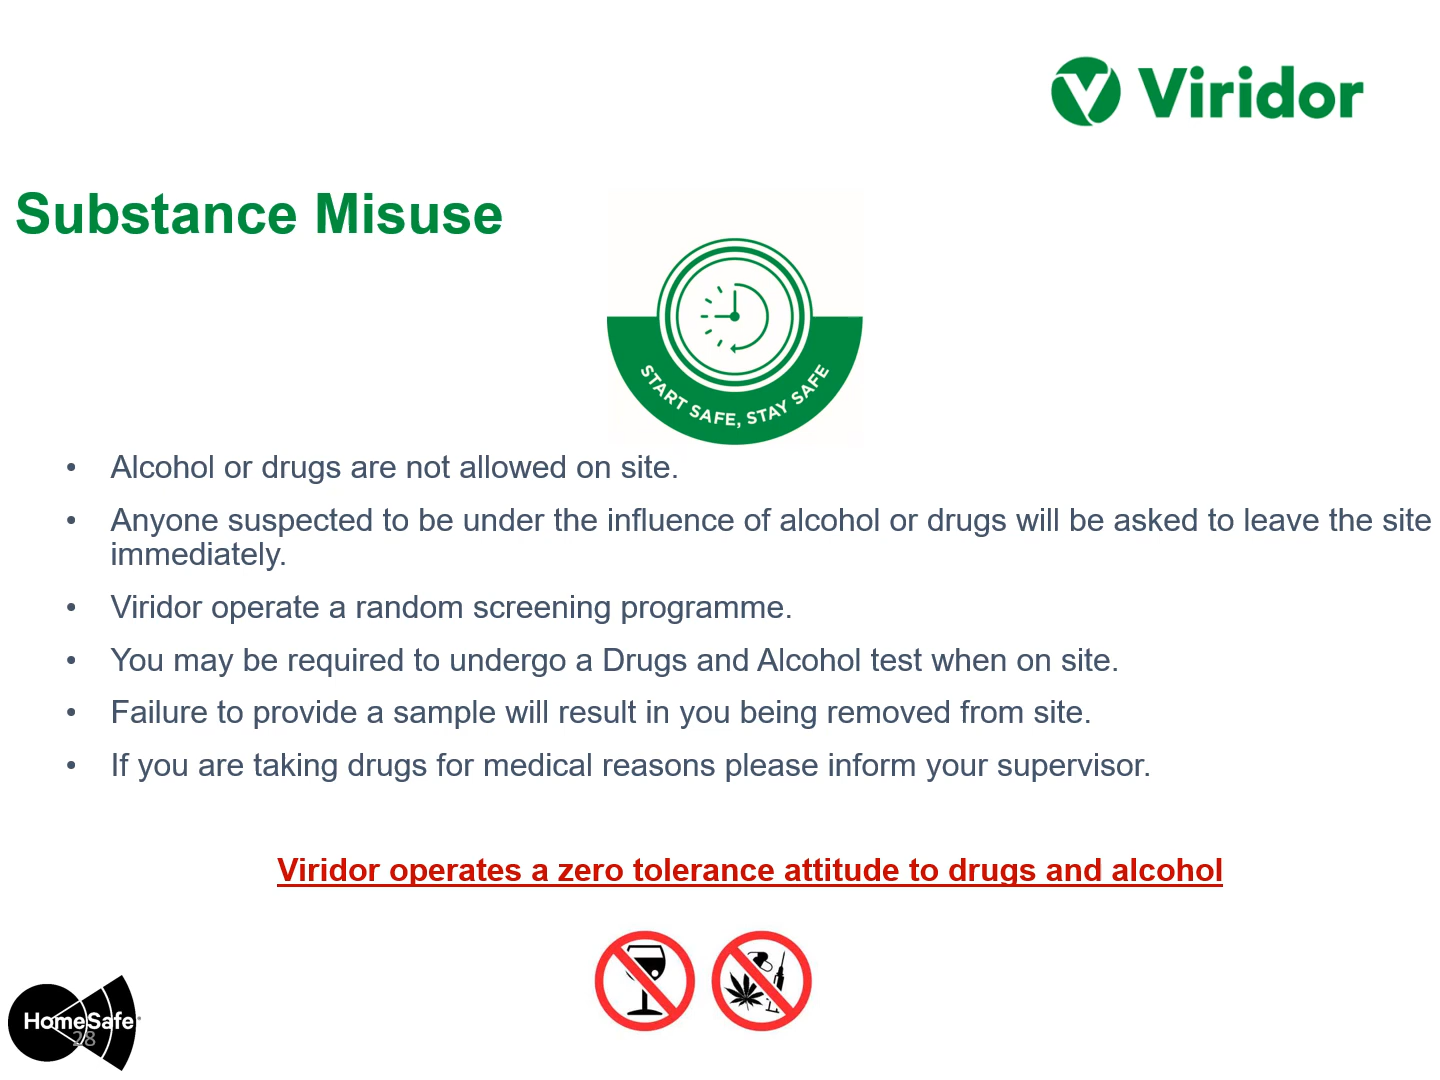 Viridor
Substance Misuse
START SAFE, STAY SAFE
• Alcohol or drugs are not allowed on site.
• Anyone suspected to be under the influence of alcohol or drugs will be asked to leave the site
immediately.
• Viridor operate a random screening programme.
• You may be required to undergo a Drugs and Alcohol test when on site.
• Failure to provide a sample will result in you being removed from site.
• If you are taking drugs for medical reasons please inform your supervisor.
Viridor operates a zero tolerance attitude to drugs and alcohol
HomeSafe
28